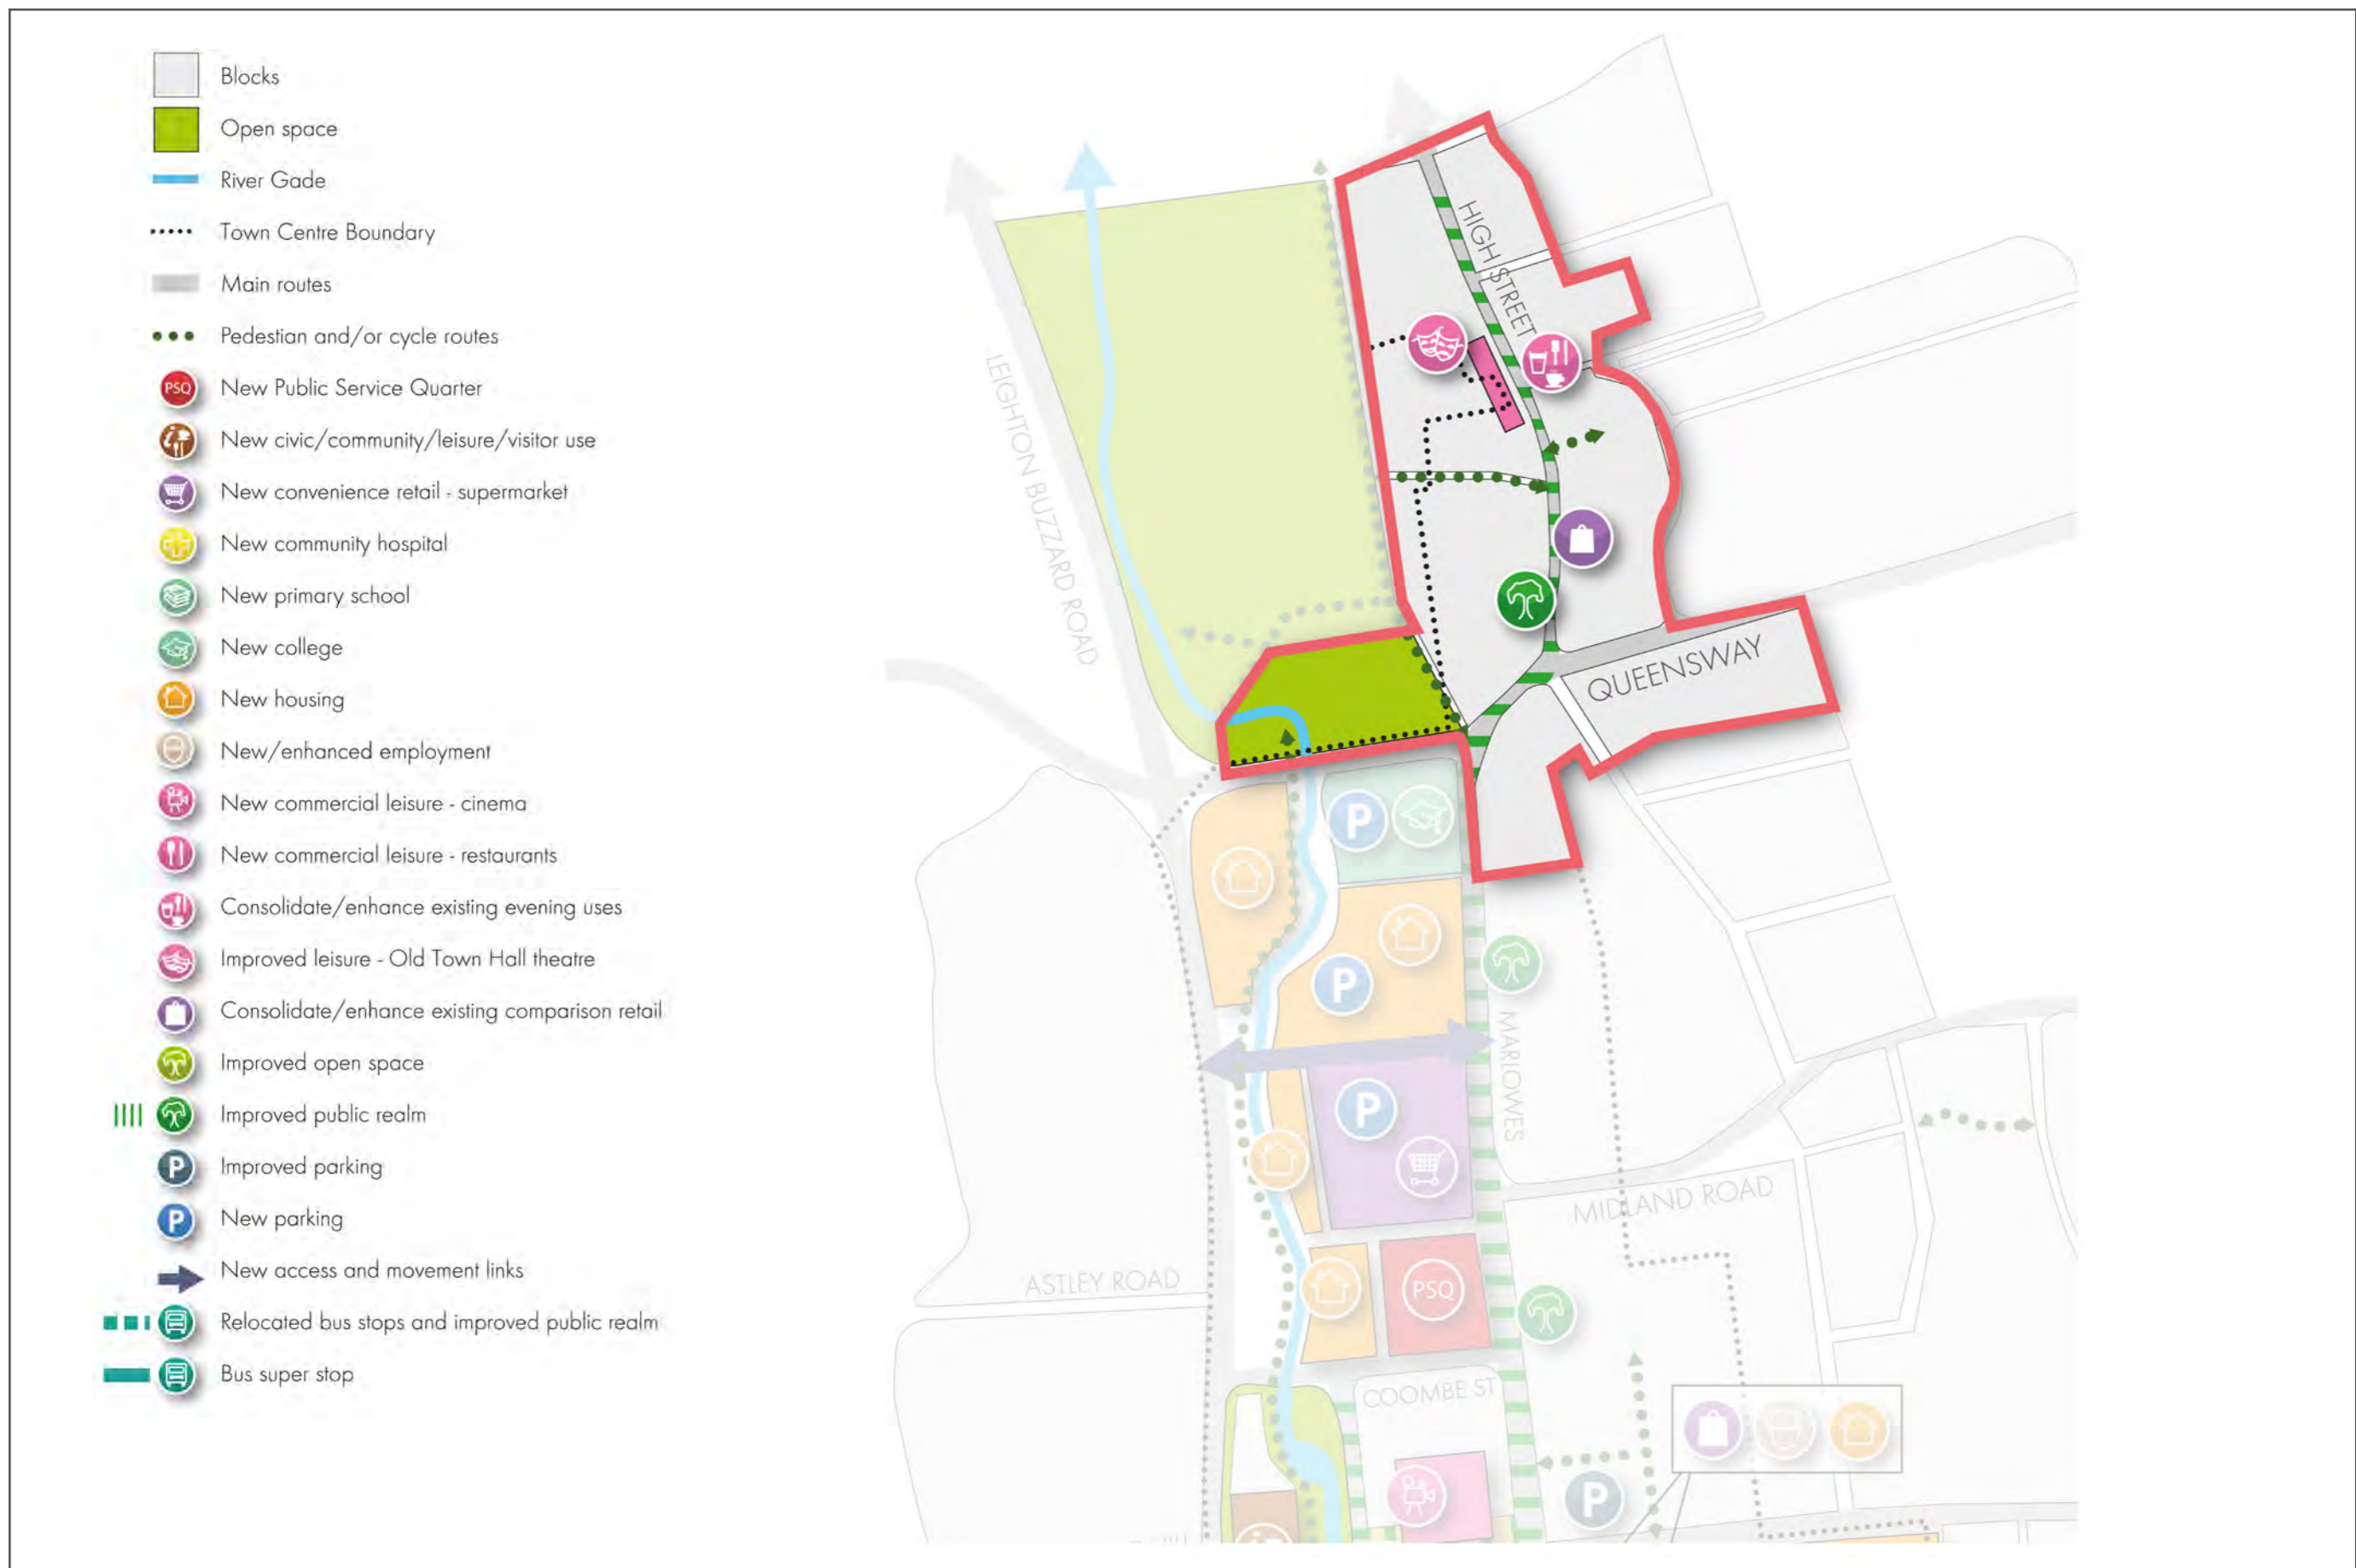 Blocks
Open space
River Gade
Town Centre Boundary
Main routes
Pedestian and/or cycle routes
PSQ New Public Service Quarter
New civic/community/leisure/visitor use
New convenience retail - supermarket
New community hospital
New primary school
New college
New housing
New/enhanced employment
New commercial leisure - cinema
New commercial leisure - restaurants
Consolidate/enhance existing evening uses
Improved leisure - Old Town Hall theatre
Consolidate/enhance existing comparison retail
Improved open space
Improved public realm
P Improved parking
P New parking
New access and movement links
Relocated bus stops and improved public realm
Bus super stop
HIGH STREET
LEIGHTON BUZZARD ROAD
QUEENSWAY
P
P
MARLOWES
P
MIDLAND ROAD
ASTLEY ROAD
PSQ
COOMBE ST
P